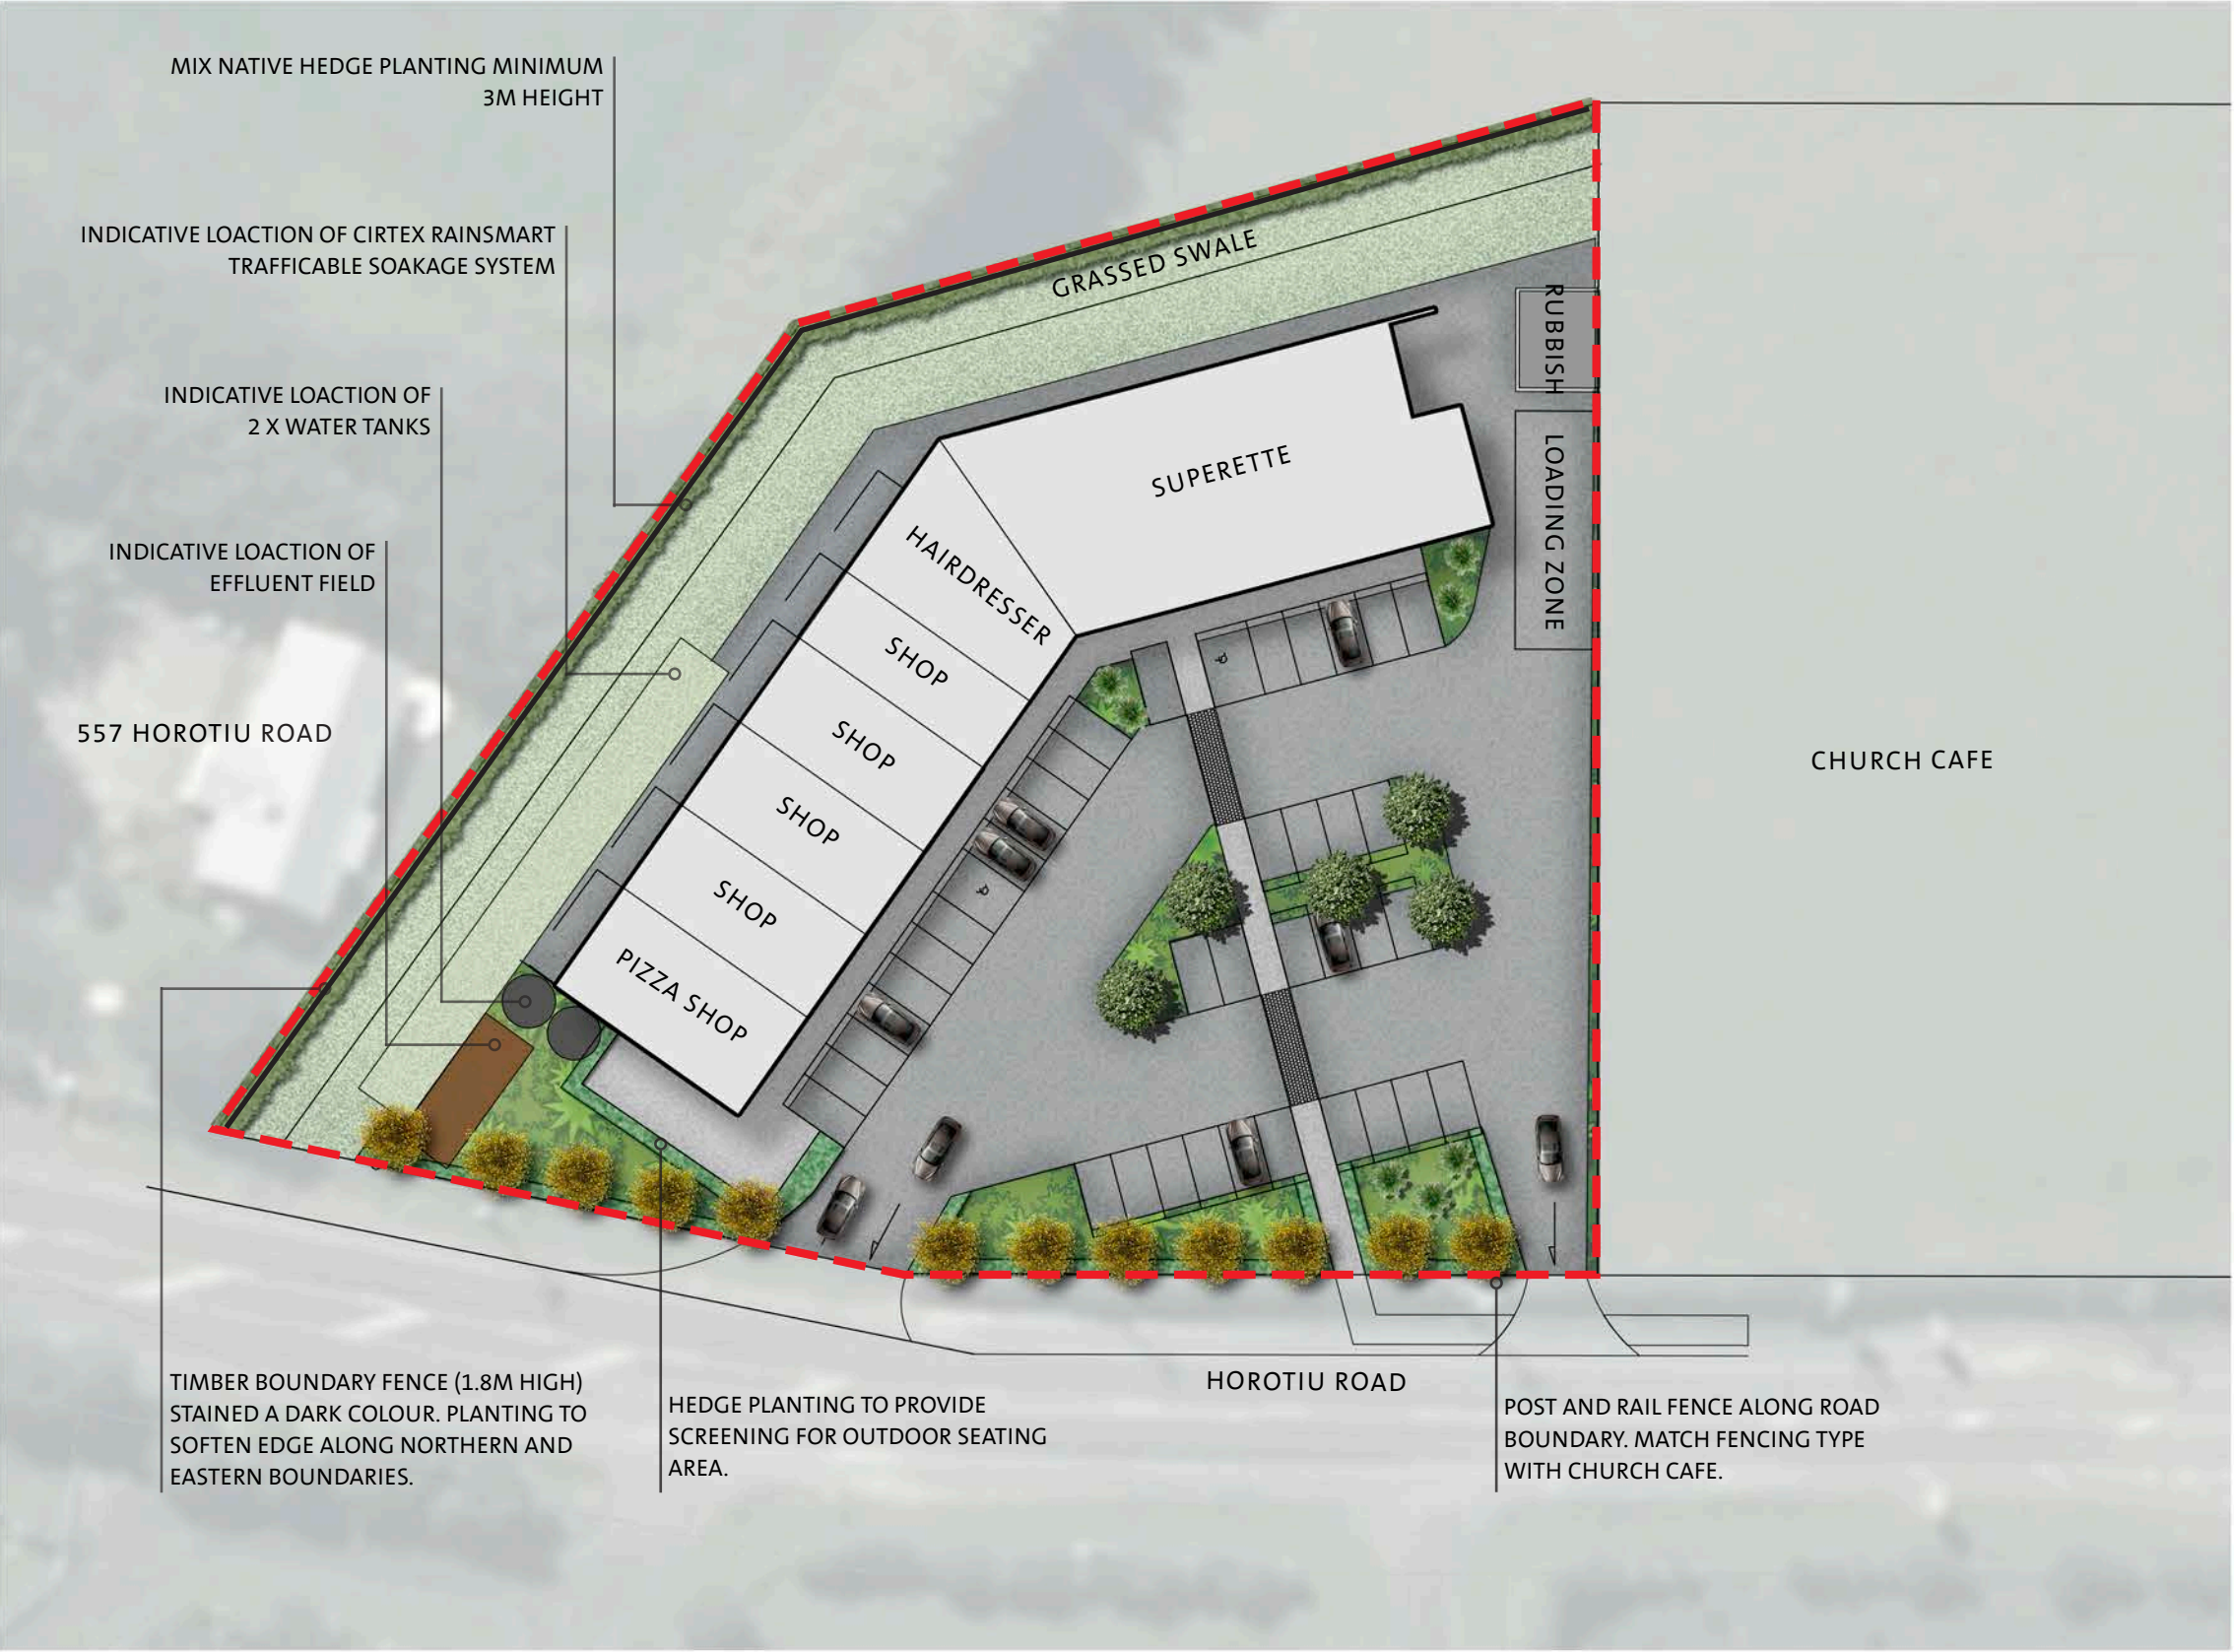 MIX NATIVE HEDGE PLANTING MINIMUM
3M HEIGHT
INDICATIVE LOACTION OF CIRTEX RAINSMART
TRAFFICABLE SOAKAGE SYSTEM
INDICATIVE LOACTION OF
2 X WATER TANKS
INDICATIVE LOACTION OF
EFFLUENT FIELD
557 HOROTIU ROAD
GRASSED SWALE
RUBBISH
LOADING ZONE
SUPERETTE
HAIRDRESSER
SHOP
SHOP
SHOP
SHOP
PIZZA SHOP
CHURCH CAFE
HOROTIU ROAD
TIMBER BOUNDARY FENCE (1.8M HIGH)
STAINED A DARK COLOUR. PLANTING TO
SOFTEN EDGE ALONG NORTHERN AND
EASTERN BOUNDARIES.
HEDGE PLANTING TO PROVIDE
SCREENING FOR OUTDOOR SEATING
AREA.
POST AND RAIL FENCE ALONG ROAD
BOUNDARY. MATCH FENCING TYPE
WITH CHURCH CAFE.